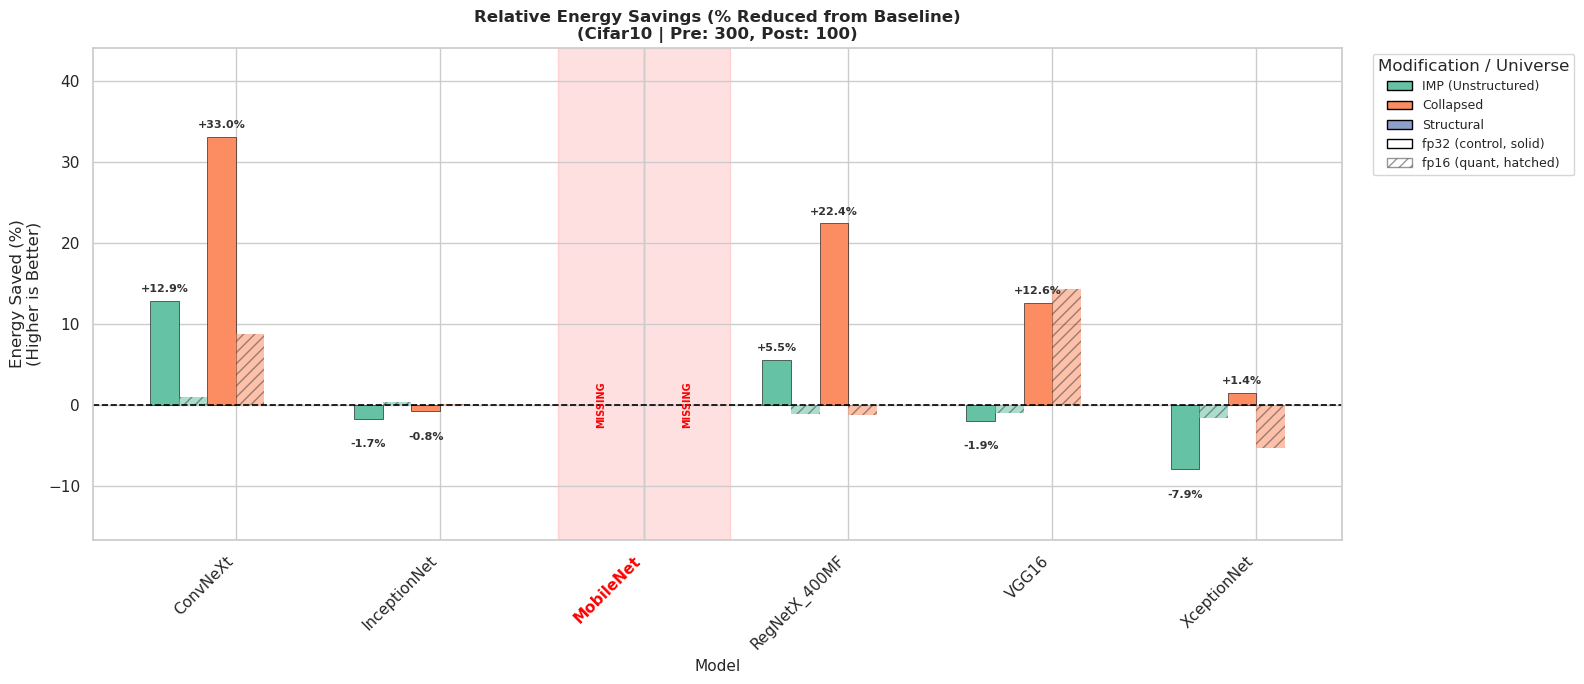 Relative Energy Savings (% Reduced from Baseline)
(Cifar10 | Pre: 300, Post: 100)
Energy Saved (%)
(Higher is Better)
40
30
20
10
0
−10
+12.9%
+33.0%
-1.7%
-0.8%
MISSING
MISSING
+5.5%
+22.4%
-1.9%
+12.6%
-7.9%
+1.4%
ConvNeXt
InceptionNet
MobileNet
RegNetX_400MF
VGG16
XceptionNet
Model
Modification / Universe
IMP (Unstructured)
Collapsed
Structural
fp32 (control, solid)
fp16 (quant, hatched)